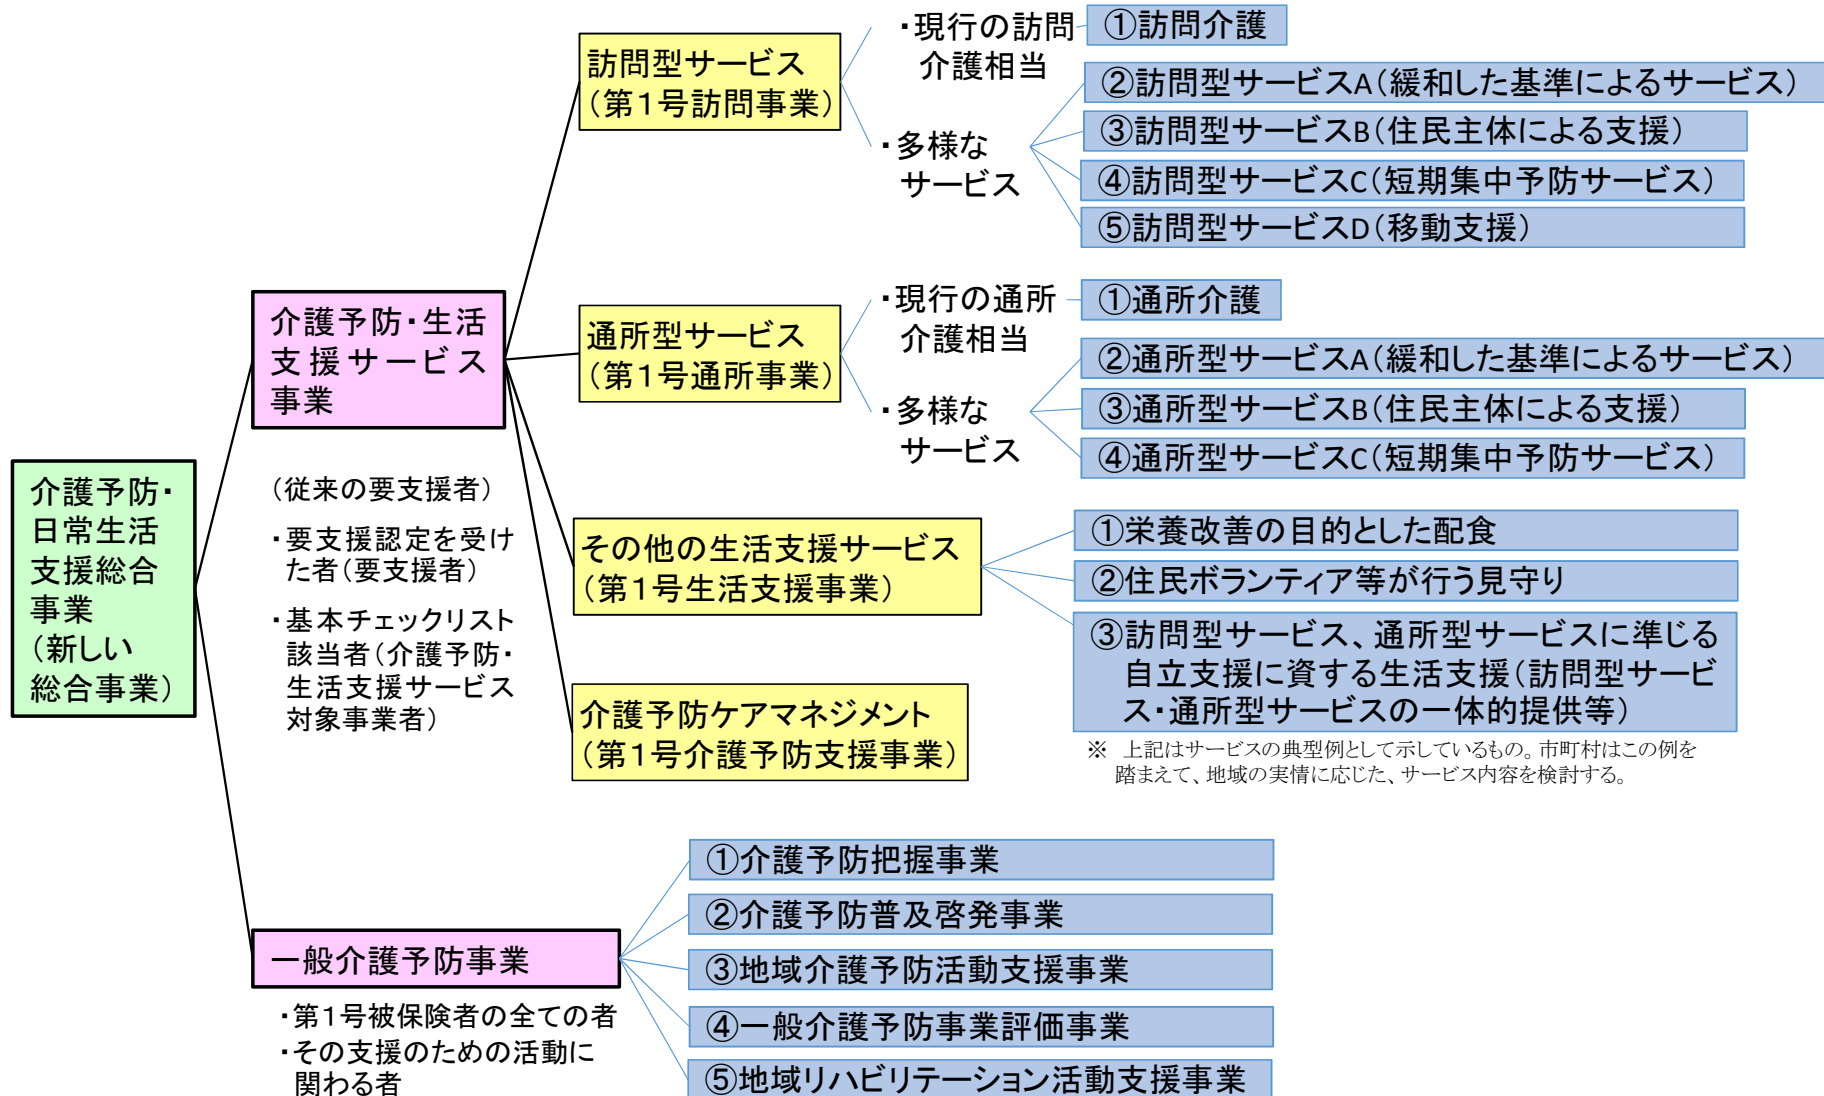 訪問型サービス
(第1号訪問事業)
・現行の訪問
介護相当
①訪問介護
・多様な
サービス
②訪問型サービスA(緩和した基準によるサービス)
③訪問型サービスB(住民主体による支援)
④訪問型サービスC(短期集中予防サービス)
⑤訪問型サービスD(移動支援)
介護予防・生活
支援サービス
事業
通所型サービス
(第1号通所事業)
・現行の通所
介護相当
①通所介護
・多様な
サービス
②通所型サービスA(緩和した基準によるサービス)
③通所型サービスB(住民主体による支援)
④通所型サービスC(短期集中予防サービス)
介護予防・
日常生活
支援総合
事業
(新しい
総合事業)
(従来の要支援者)
・要支援認定を受け
た者(要支援者)
・基本チェックリスト
該当者(介護予防・
生活支援サービス
対象事業者)
その他の生活支援サービス
(第1号生活支援事業)
①栄養改善の目的とした配食
②住民ボランティア等が行う見守り
③訪問型サービス、通所型サービスに準じる
自立支援に資する生活支援(訪問型サービ
ス・通所型サービスの一体的提供等)
介護予防ケアマネジメント
(第1号介護予防支援事業)
※ 上記はサービスの典型例として示しているもの。市町村はこの例を
踏まえて、地域の実情に応じた、サービス内容を検討する。
一般介護予防事業
・第1号被保険者の全ての者
・その支援のための活動に
関わる者
①介護予防把握事業
②介護予防普及啓発事業
③地域介護予防活動支援事業
④一般介護予防事業評価事業
⑤地域リハビリテーション活動支援事業